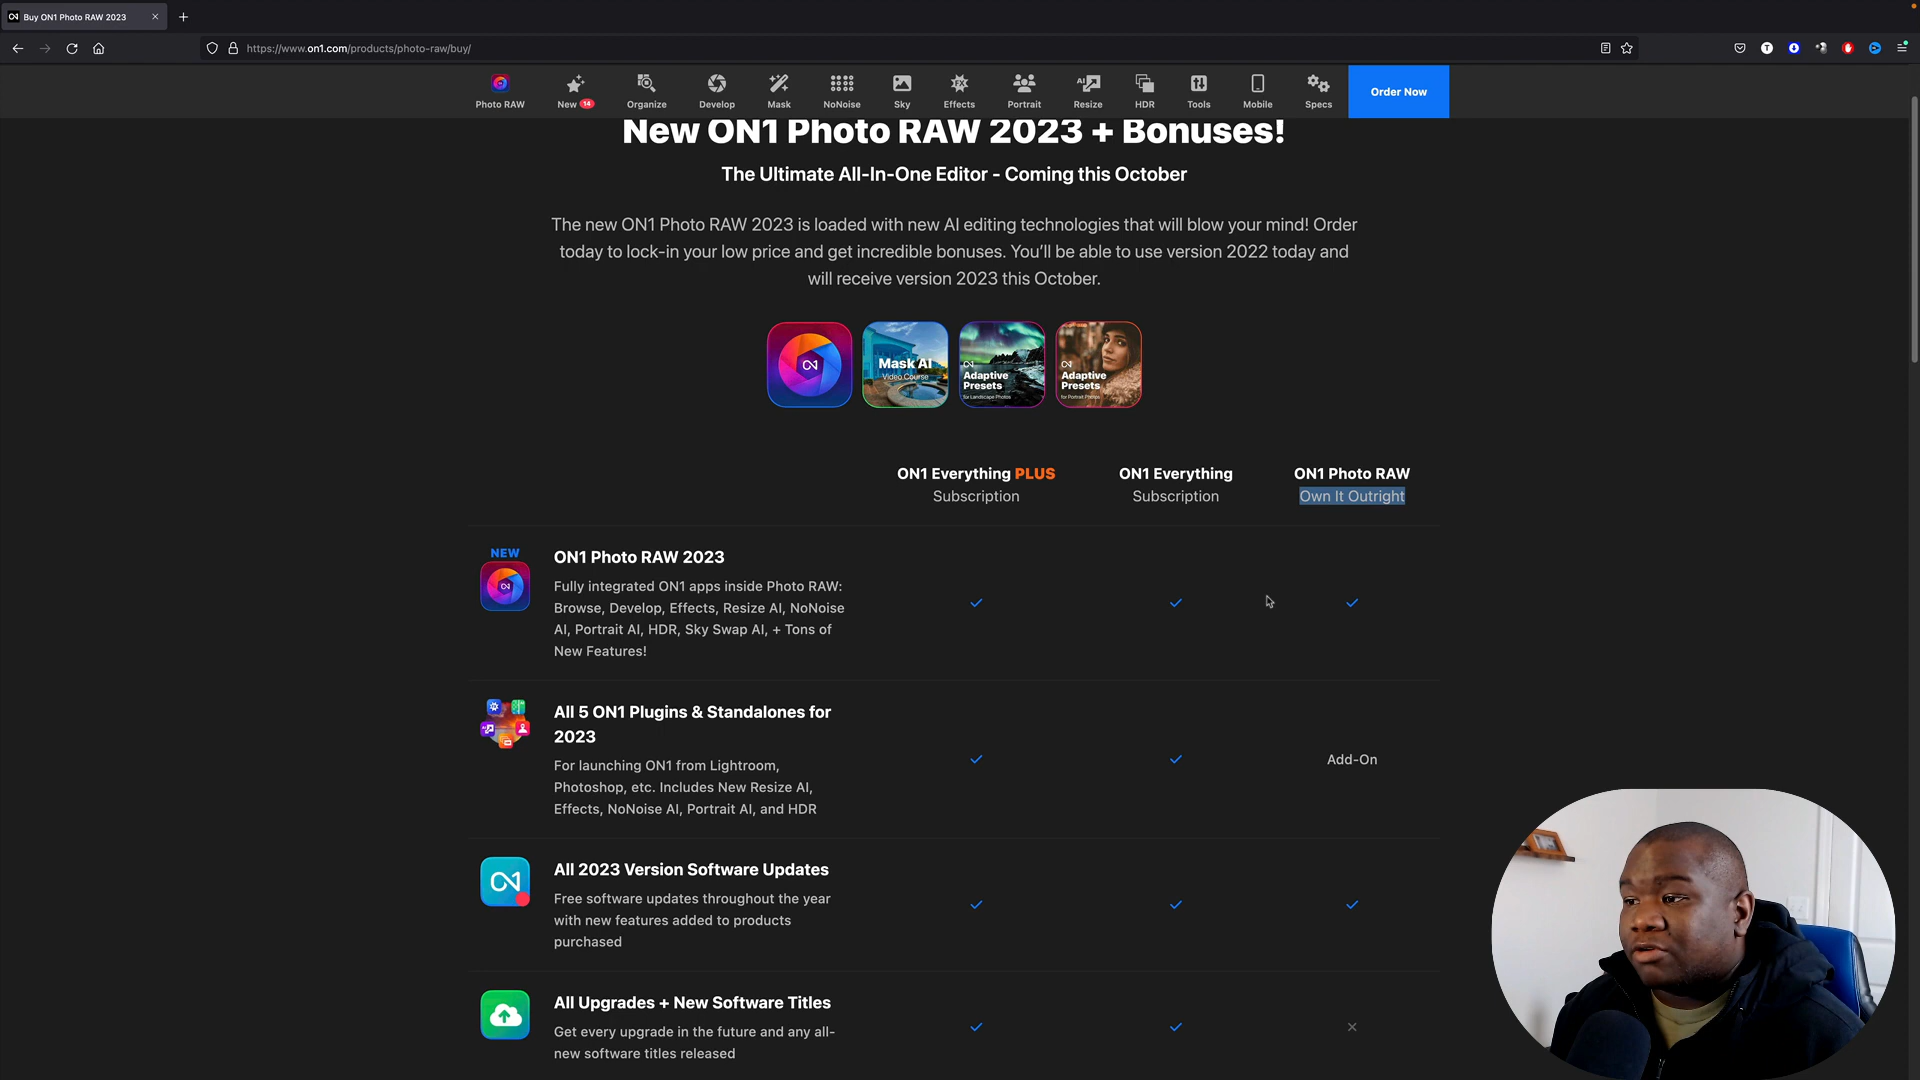 Buy ON1 Photo RAW 2023
https://www.on1.com/products/photo-raw/buy/
Photo RAW
New 14
Organize
Develop
Mask
NoNoise
Sky
Effects
Portrait
Resize
HDR
Tools
Mobile
Specs
Order Now
New ON1 Photo RAW 2023 + Bonuses!
The Ultimate All-In-One Editor - Coming this October
The new ON1 Photo RAW 2023 is loaded with new AI editing technologies that will blow your mind! Order
today to lock-in your low price and get incredible bonuses. You'll be able to use version 2022 today and
will receive version 2023 this October.
Mask AI
Video Course
Adaptive
Presets
for Landscape Photos
Adaptive
Presets
for Portrait Photos
ON1 Everything PLUS
Subscription
ON1 Everything
Subscription
ON1 Photo RAW
Own It Outright
NEW
ON1 Photo RAW 2023
Fully integrated ON1 apps inside Photo RAW:
Browse, Develop, Effects, Resize AI, NoNoise
AI, Portrait AI, HDR, Sky Swap AI, + Tons of
New Features!
All 5 ON1 Plugins & Standalones for
2023
For launching ON1 from Lightroom,
Photoshop, etc. Includes New Resize AI,
Effects, NoNoise AI, Portrait AI, and HDR
Add-On
All 2023 Version Software Updates
Free software updates throughout the year
with new features added to products
purchased
All Upgrades + New Software Titles
Get every upgrade in the future and any all-
new software titles released